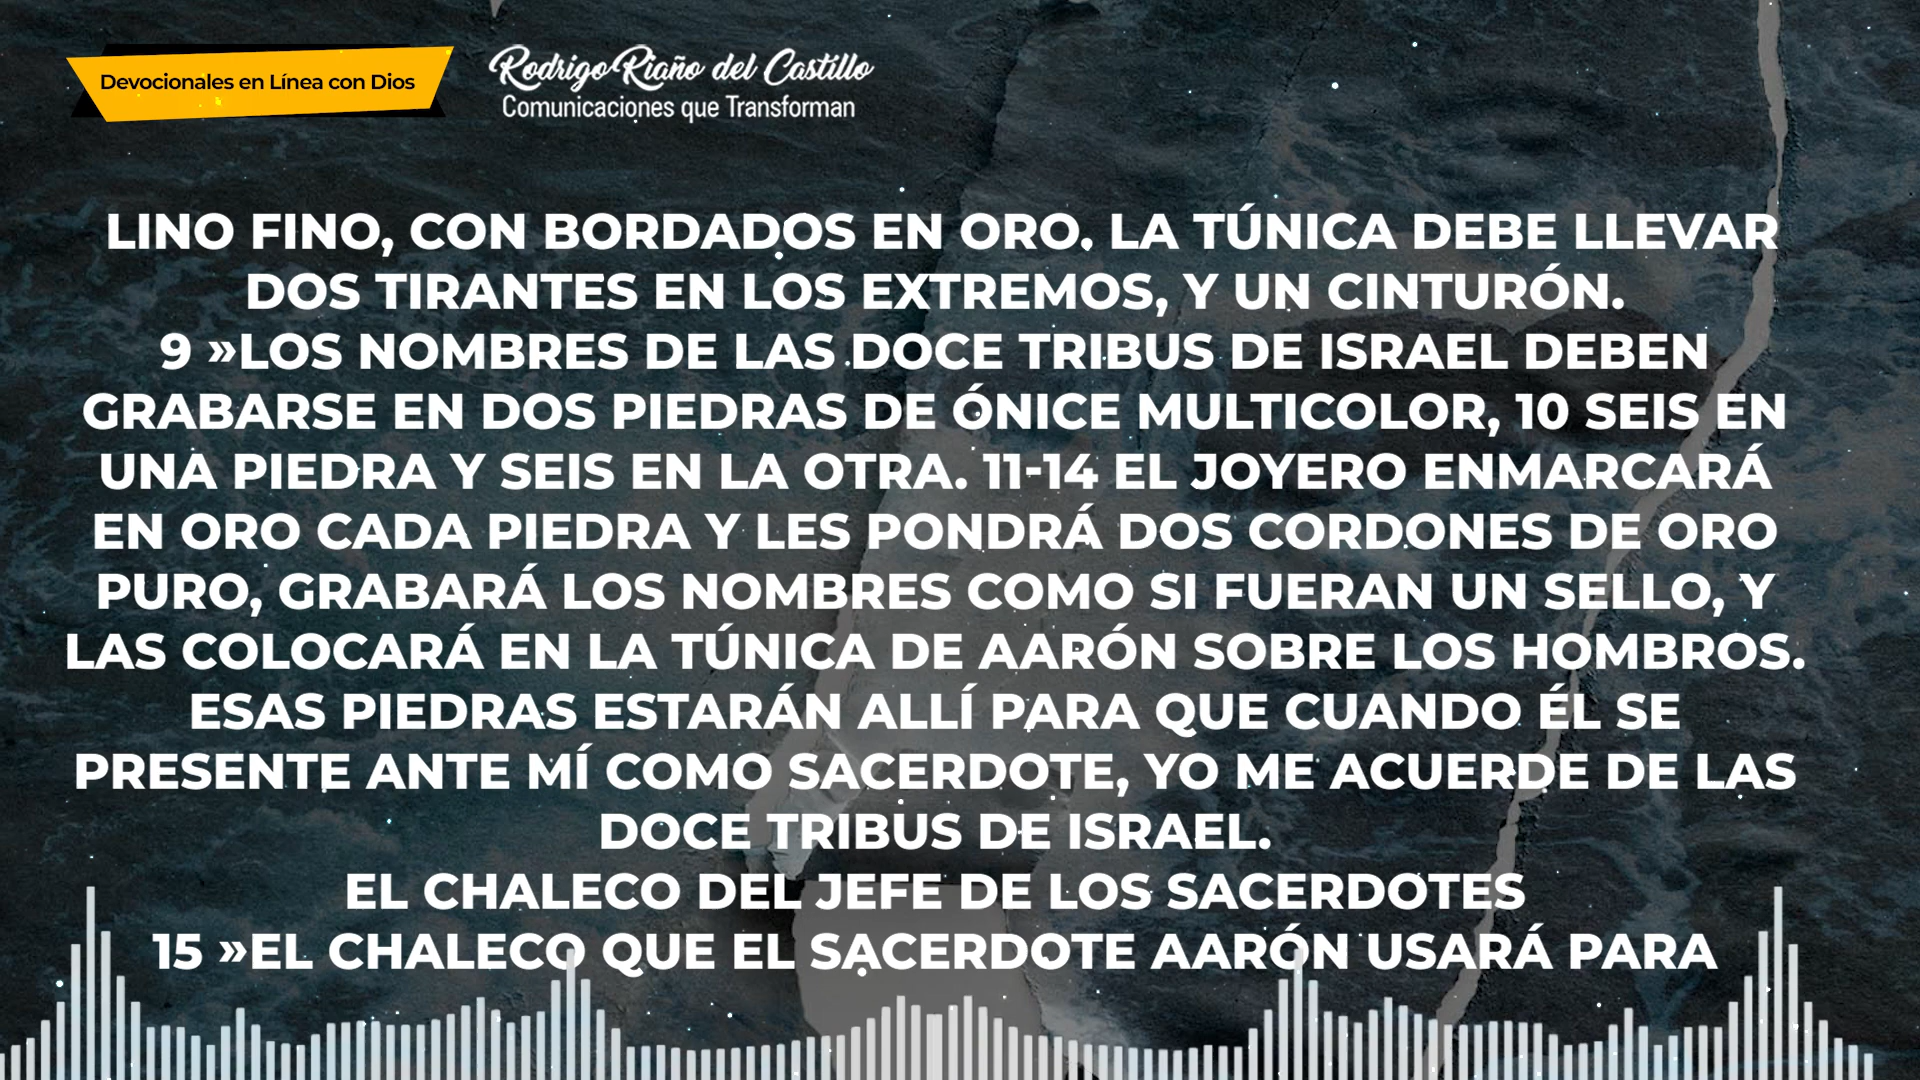 Devocionales en Línea con Dios
Rodrigo Riaño del Castillo
Comunicaciones que Transforman
LINO FINO, CON BORDADOS EN ORO. LA TÚNICA DEBE LLEVAR
DOS TIRANTES EN LOS EXTREMOS, Y UN CINTURÓN.
9 »LOS NOMBRES DE LAS DOCE TRIBUS DE ISRAEL DEBEN
GRABARSE EN DOS PIEDRAS DE ÓNICE MULTICOLOR, 10 SEIS EN
UNA PIEDRA Y SEIS EN LA OTRA. 11-14 EL JOYERO ENMARCARÁ
EN ORO CADA PIEDRA Y LES PONDRÁ DOS CORDONES DE ORO
PURO, GRABARÁ LOS NOMBRES COMO SI FUERAN UN SELLO, Y
LAS COLOCARÁ EN LA TÚNICA DE AARÓN SOBRE LOS HOMBROS.
ESAS PIEDRAS ESTARÁN ALLÍ PARA QUE CUANDO ÉL SE
PRESENTE ANTE MÍ COMO SACERDOTE, YO ME ACUERDE DE LAS
DOCE TRIBUS DE ISRAEL.
EL CHALECO DEL JEFE DE LOS SACERDOTES
15 »EL CHALECO QUE EL SACERDOTE AARÓN USARÁ PARA